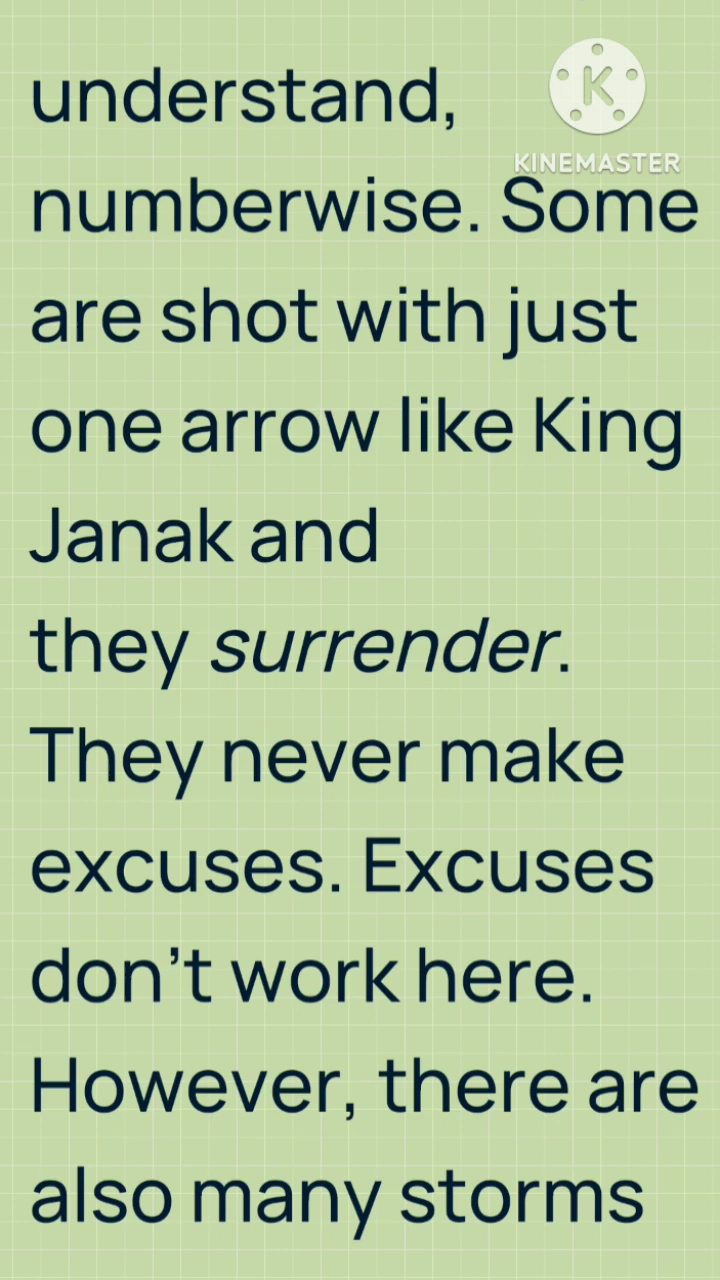 understand,
KINEMASTER
numberwise. Some
are shot with just
one arrow like King
Janak and
they surrender.
They never make
excuses. Excuses
don’t work here.
However, there are
also many storms